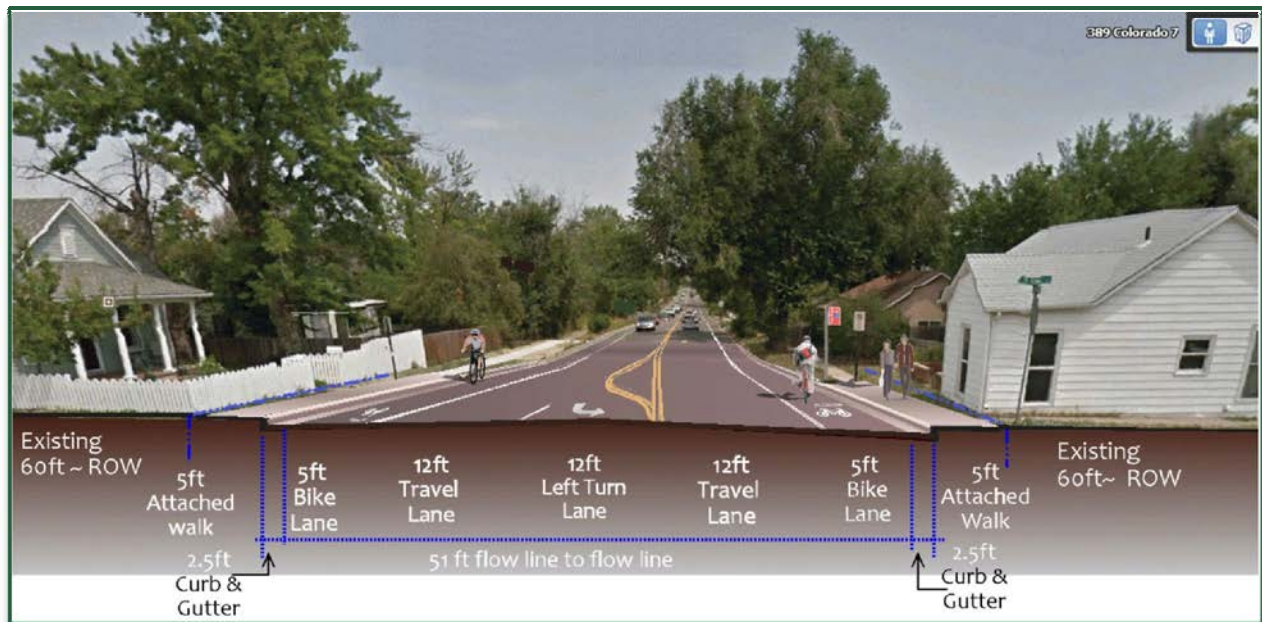 389 Colorado 7
Existing
60ft ~ ROW
5ft
Attached
walk
2.5ft
Curb &
Gutter
5ft
Bike
Lane
12ft
Travel
Lane
12ft
Left Turn
Lane
12ft
Travel
Lane
5ft
Bike
Lane
51 ft flow line to flow line
5ft
Attached
Walk
2.5ft
Curb &
Gutter
Existing
60ft~ ROW